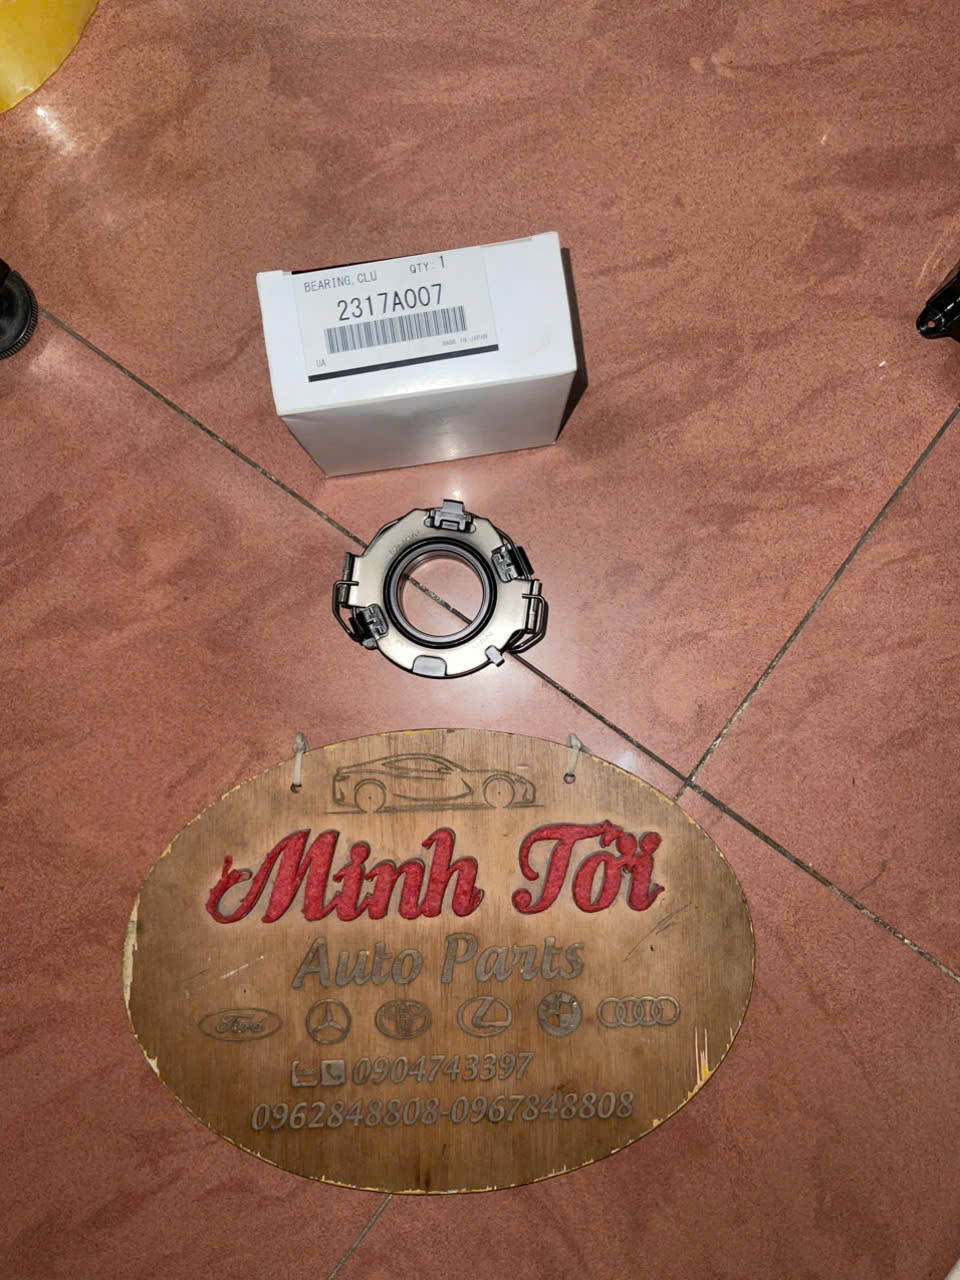 BEARING, CLU QTY: 1
2317A007
MADE IN JAPAN
UA
Minh Tới
Auto Parts
Ford
0904743397
0962848808-0967848808